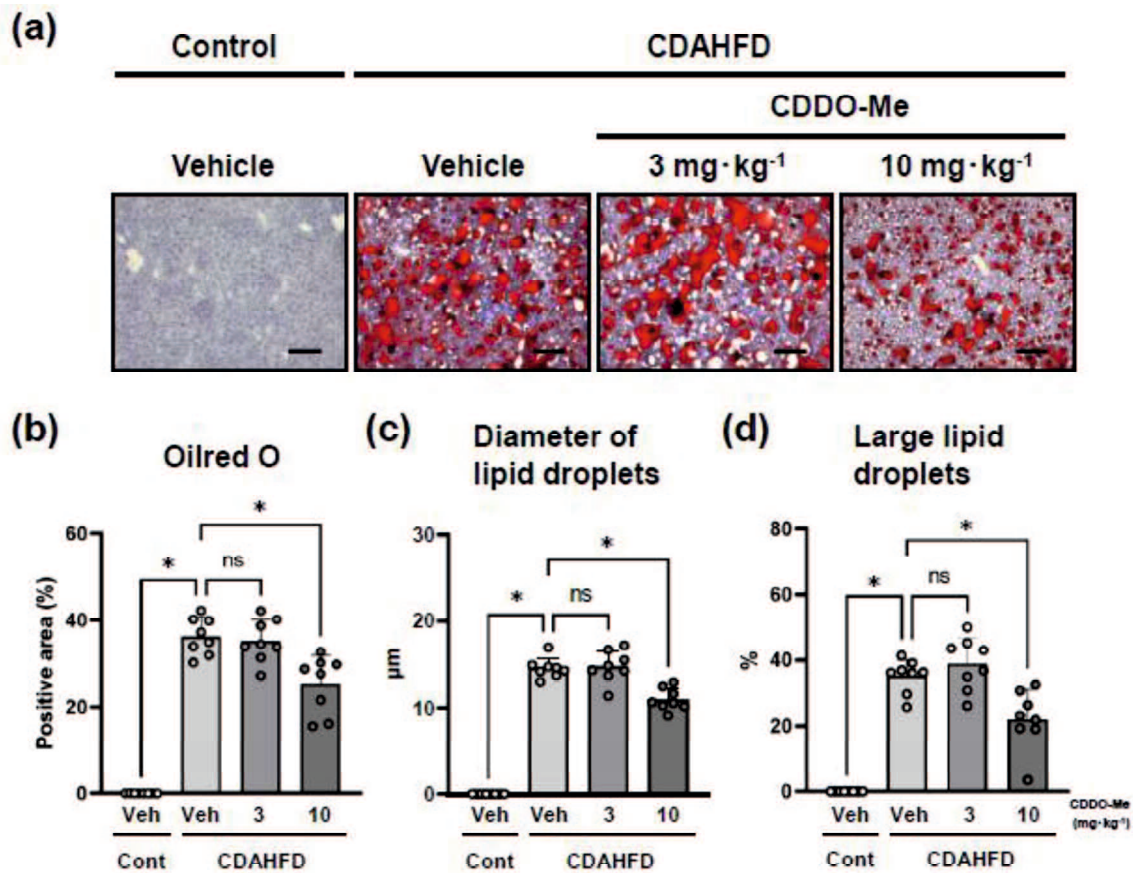 (a)
Control CDAHFD
CDDO-Me
Vehicle Vehicle 3 mg·kg⁻¹ 10 mg·kg⁻¹
(b)
Oilred O
Positive area (%)
60
40
20
0
* ns *
Veh Veh 3 10
Cont CDAHFD
(c)
Diameter of
lipid droplets
µm
30
20
10
0
* ns *
Veh Veh 3 10
Cont CDAHFD
(d)
Large lipid
droplets
%
80
60
40
20
0
* ns *
Veh Veh 3 10
Cont CDAHFD
CDDO-Me
(mg·kg⁻¹)